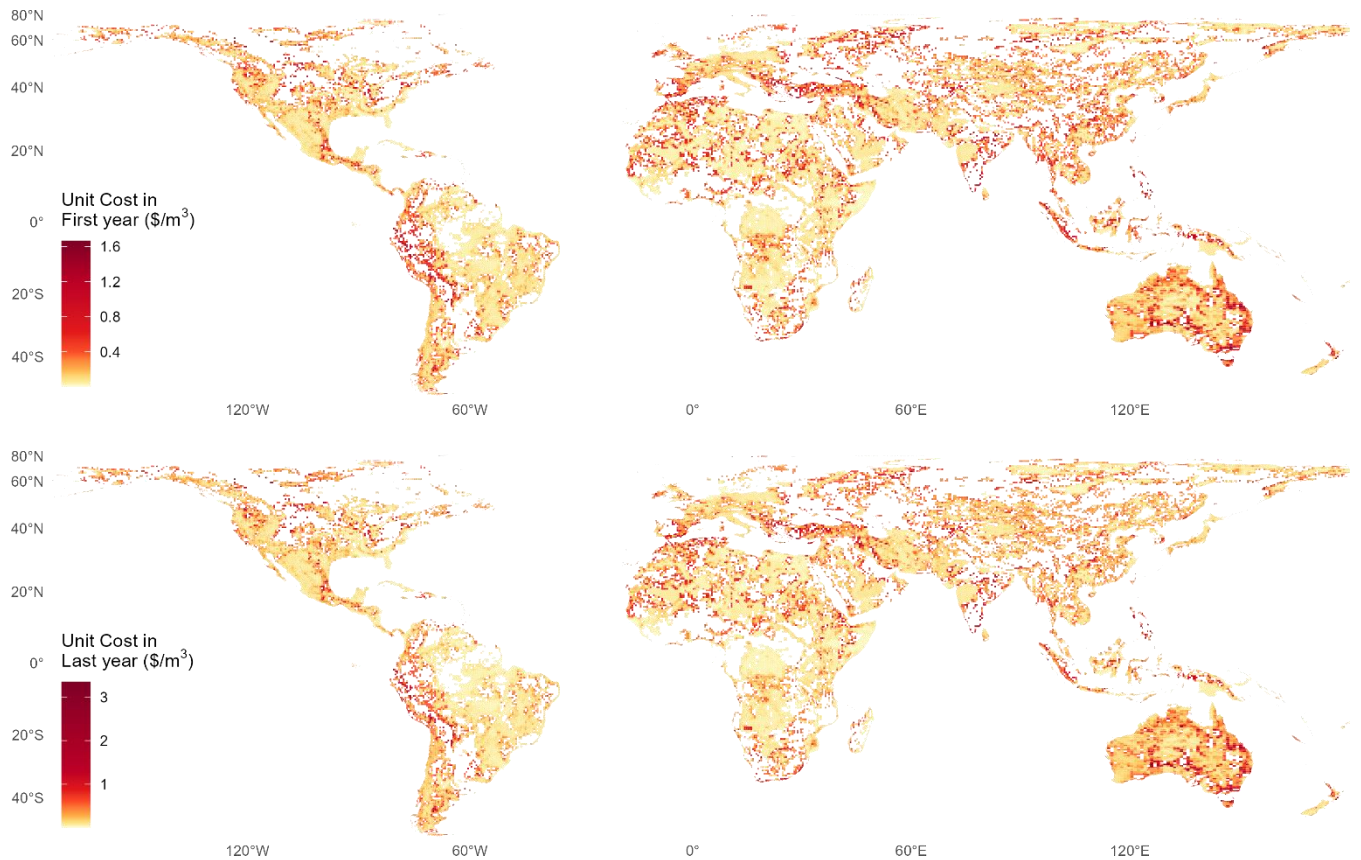 80°N
60°N
40°N
20°N
Unit Cost in
First year ($/m³)
0°
1.6
1.2
20°S
0.8
0.4
40°S
120°W 60°W 0° 60°E 120°E
80°N
60°N
40°N
20°N
Unit Cost in
Last year ($/m³)
0°
3
2
20°S
1
40°S
120°W 60°W 0° 60°E 120°E